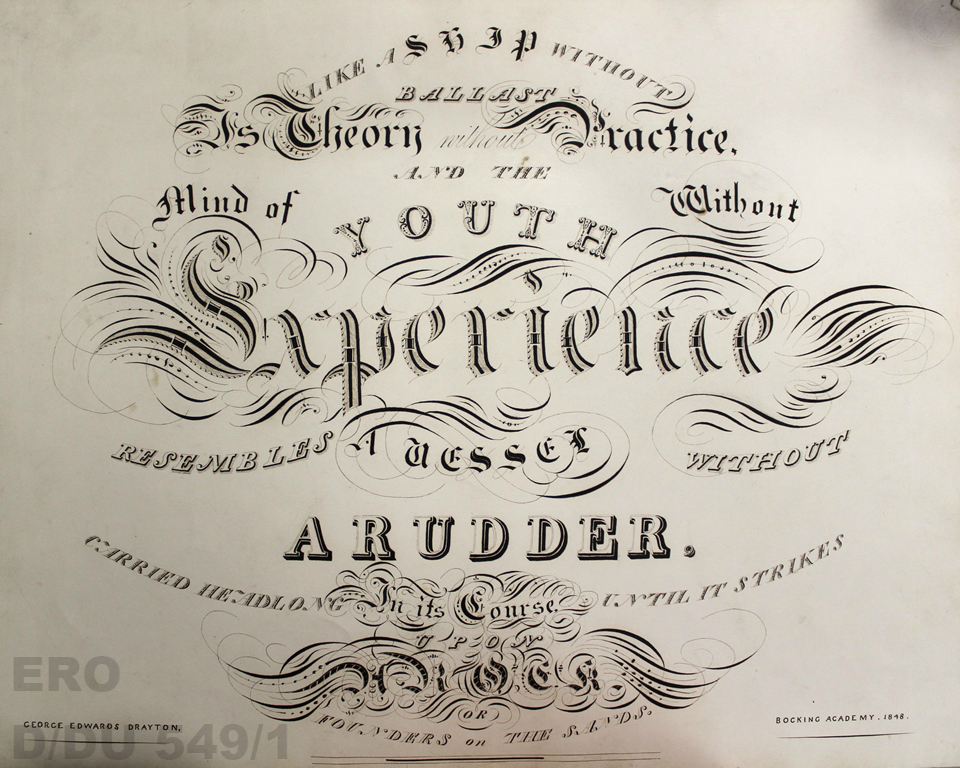 LIKE A SHIP WITHOUT
BALLAST
Is Theory without Practice,
AND THE
Mind of YOUTH Without
Experience
RESEMBLES A VESSEL WITHOUT
A RUDDER.
CARRIED HEADLONG In its Course UNTIL IT STRIKES
UPON
A ROCK,
OR
FOUNDERS on THE SANDS.
GEORGE EDWARDS DRAYTON,
BOCKING ACADEMY. 1848.
ERO
D/DU 549/1